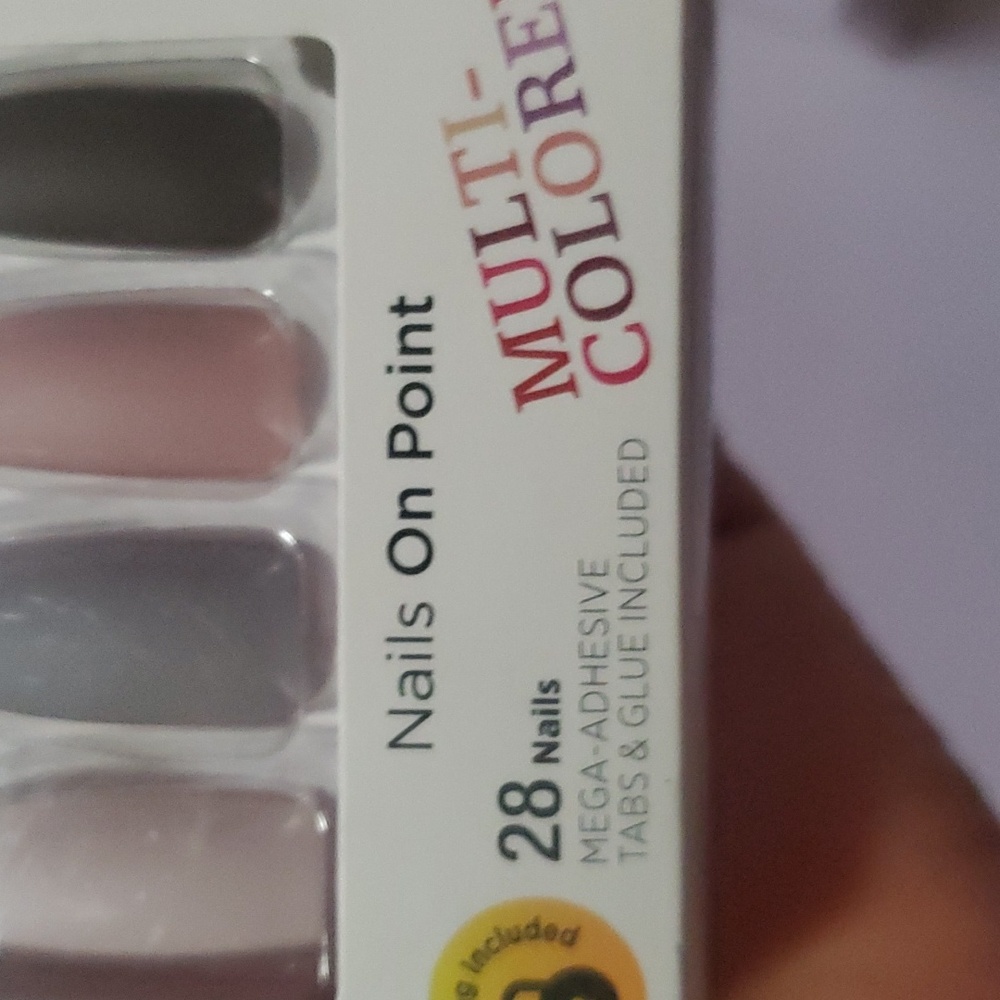 Nails On Point
MULTI-
COLORE
28 Nails
MEGA-ADHESIVE
TABS & GLUE INCLUDED
g included